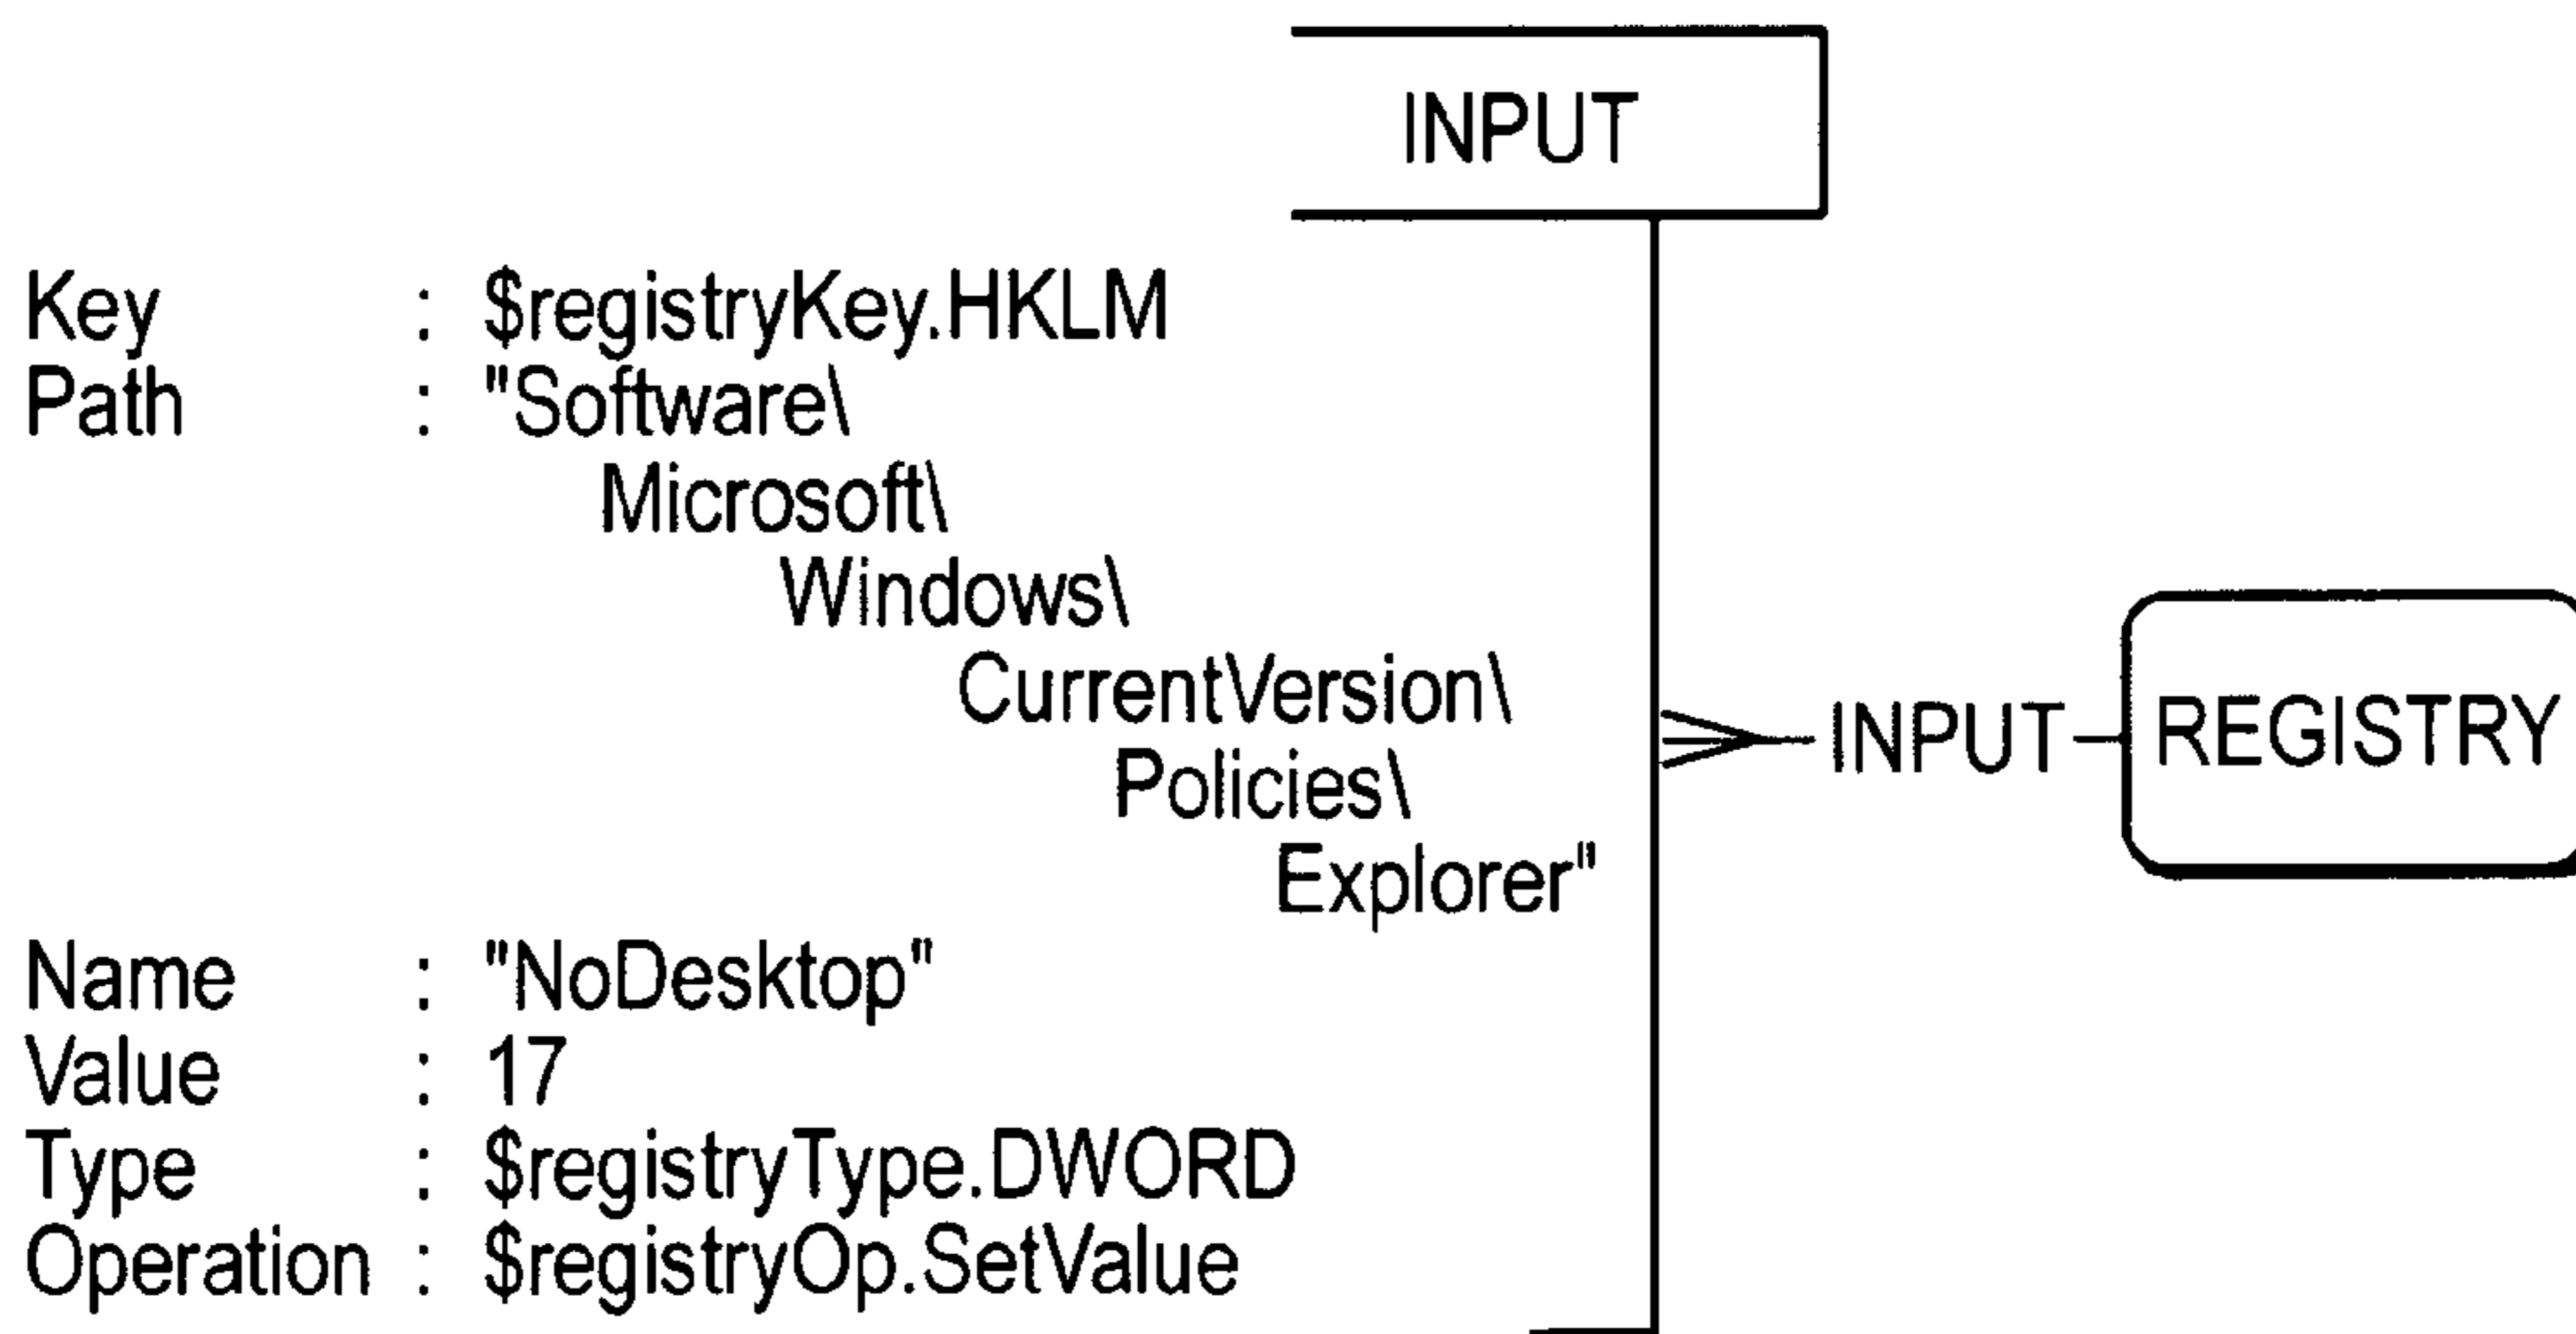 INPUT
Key : $registryKey.HKLM
Path : "Software\
Microsoft\
Windows\
CurrentVersion\
Policies\
Explorer"
INPUT
REGISTRY
Name : "NoDesktop"
Value : 17
Type : $registryType.DWORD
Operation : $registryOp.SetValue